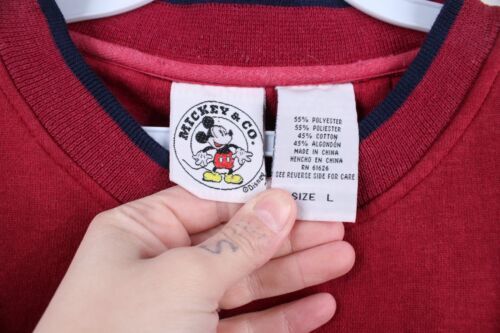 MICKEY & CO.
©Disney
55% POLYESTER
55% POLYESTER
45% COTTON
45% ALGODÓN
MADE IN CHINA
HENCHO EN CHINA
RN 61626
SEE REVERSE SIDE FOR CARE
SIZE L